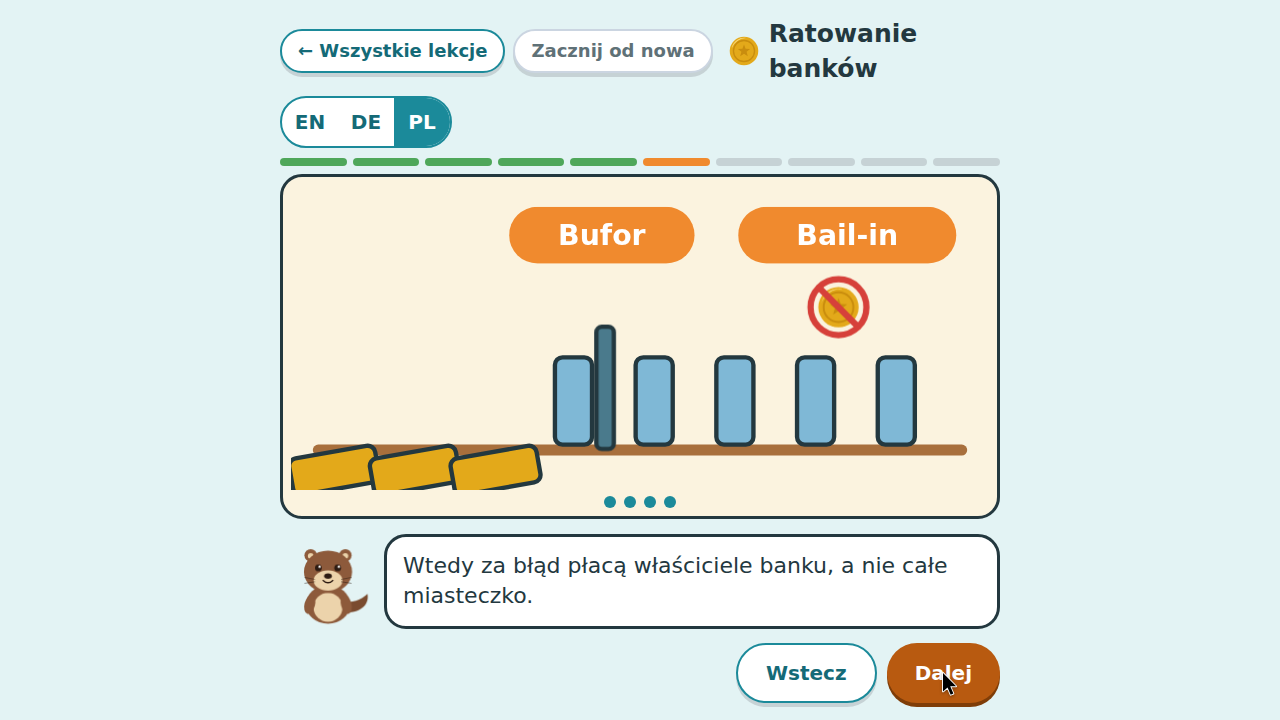 ← Wszystkie lekcje
Zacznij od nowa
Ratowanie
banków
EN DE PL
Bufor
Bail-in
Wtedy za błąd płacą właściciele banku, a nie całe
miasteczko.
Wstecz
Dalej